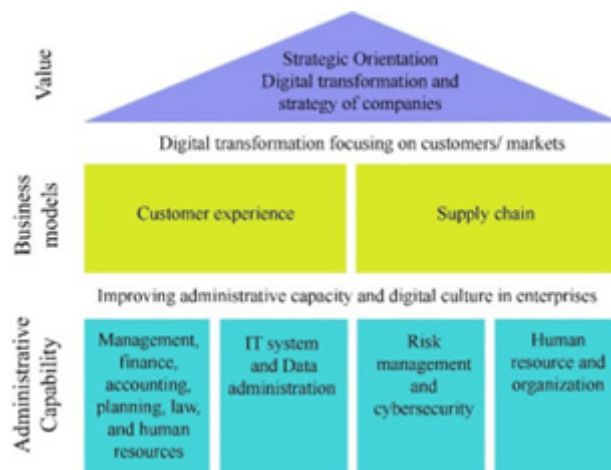 Value
Strategic Orientation
Digital transformation and
strategy of companies
Digital transformation focusing on customers/ markets
Business
models
Customer experience
Supply chain
Improving administrative capacity and digital culture in enterprises
Administrative
Capability
Management,
finance,
accounting,
planning, law,
and human
resources
IT system
and Data
administration
Risk
management
and
cybersecurity
Human
resource and
organization